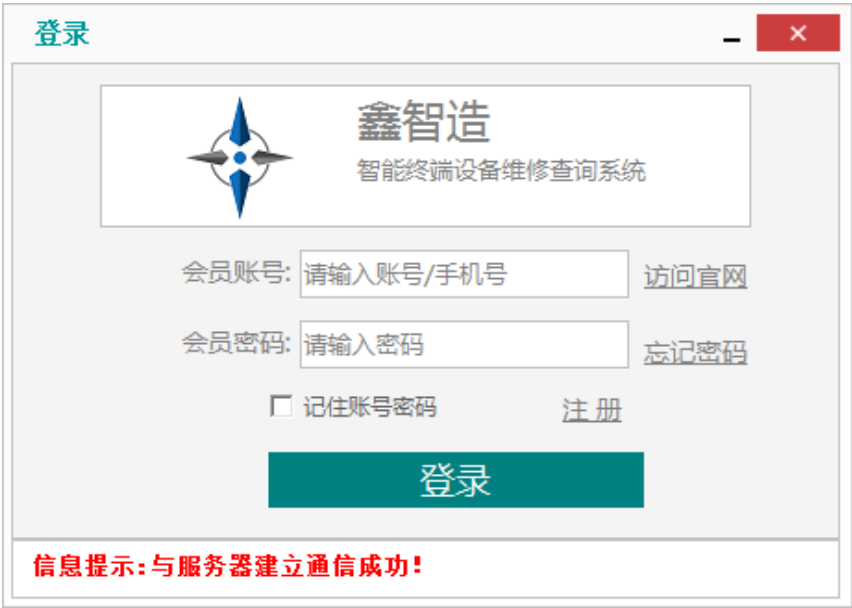 登录
鑫智造
智能终端设备维修查询系统
会员账号: 请输入账号/手机号 访问官网
会员密码: 请输入密码 忘记密码
记住账号密码 注 册
登录
信息提示:与服务器建立通信成功!